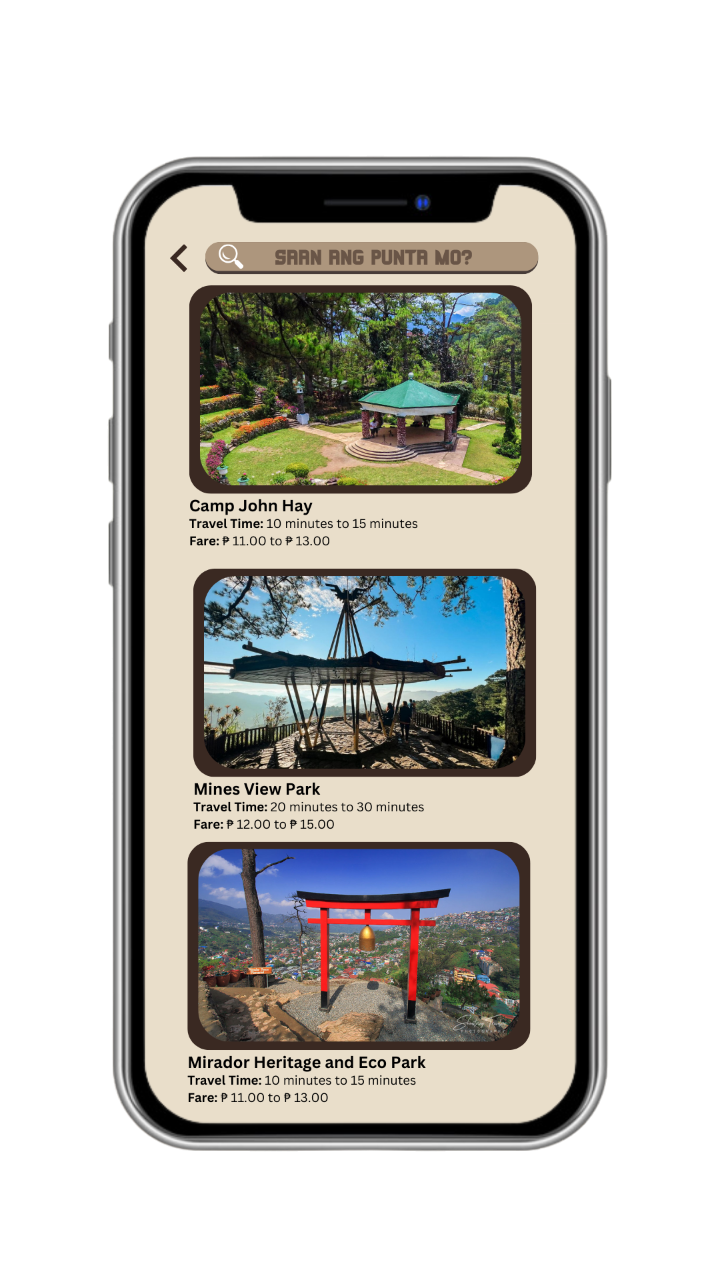 SAAN ANG PUNTA MO?
Camp John Hay
Travel Time: 10 minutes to 15 minutes
Fare: ₱ 11.00 to ₱ 13.00
Mines View Park
Travel Time: 20 minutes to 30 minutes
Fare: ₱ 12.00 to ₱ 15.00
Mirador Heritage and Eco Park
Travel Time: 10 minutes to 15 minutes
Fare: ₱ 11.00 to ₱ 13.00